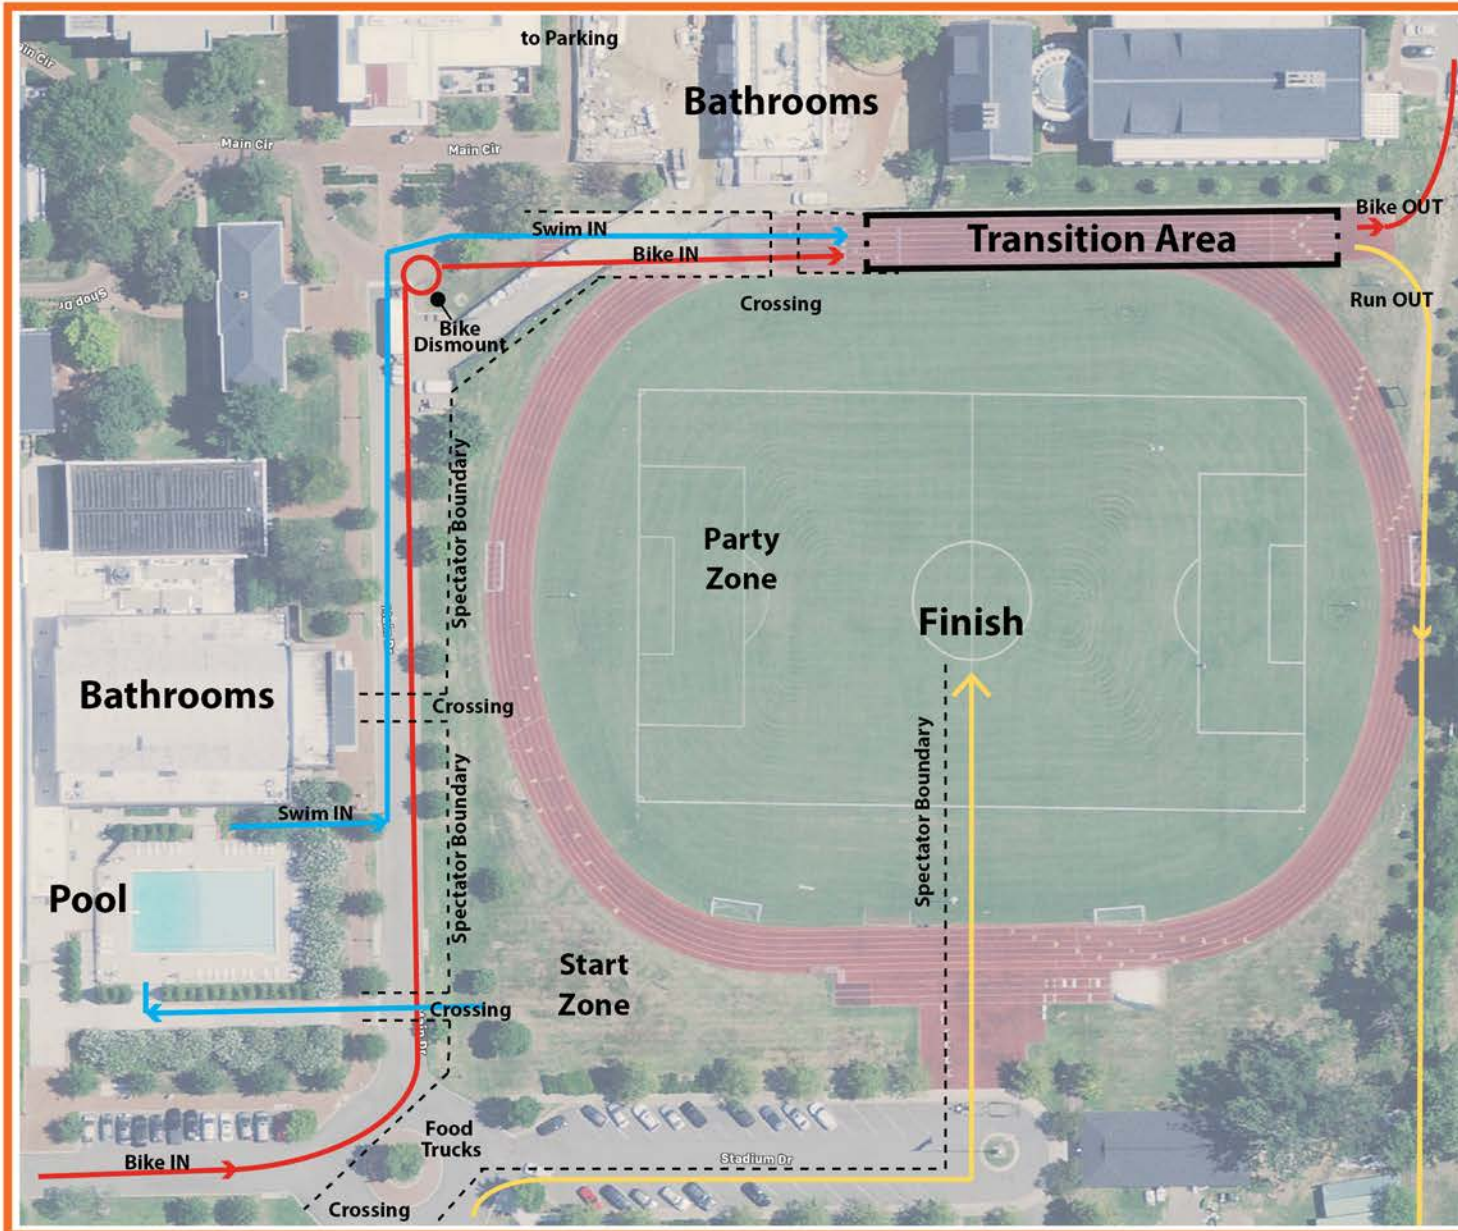 to Parking
Bathrooms
Main Cir
Main Cir
Bike OUT
Swim IN
Transition Area
Bike IN
Run OUT
Shop Dr
Crossing
Bike
Dismount
Spectator Boundary
Party
Zone
Finish
Bathrooms
Crossing
Spectator Boundary
Spectator Boundary
Swim IN
Pool
Start
Zone
Crossing
Food
Trucks
Bike IN
Stadium Dr
Crossing